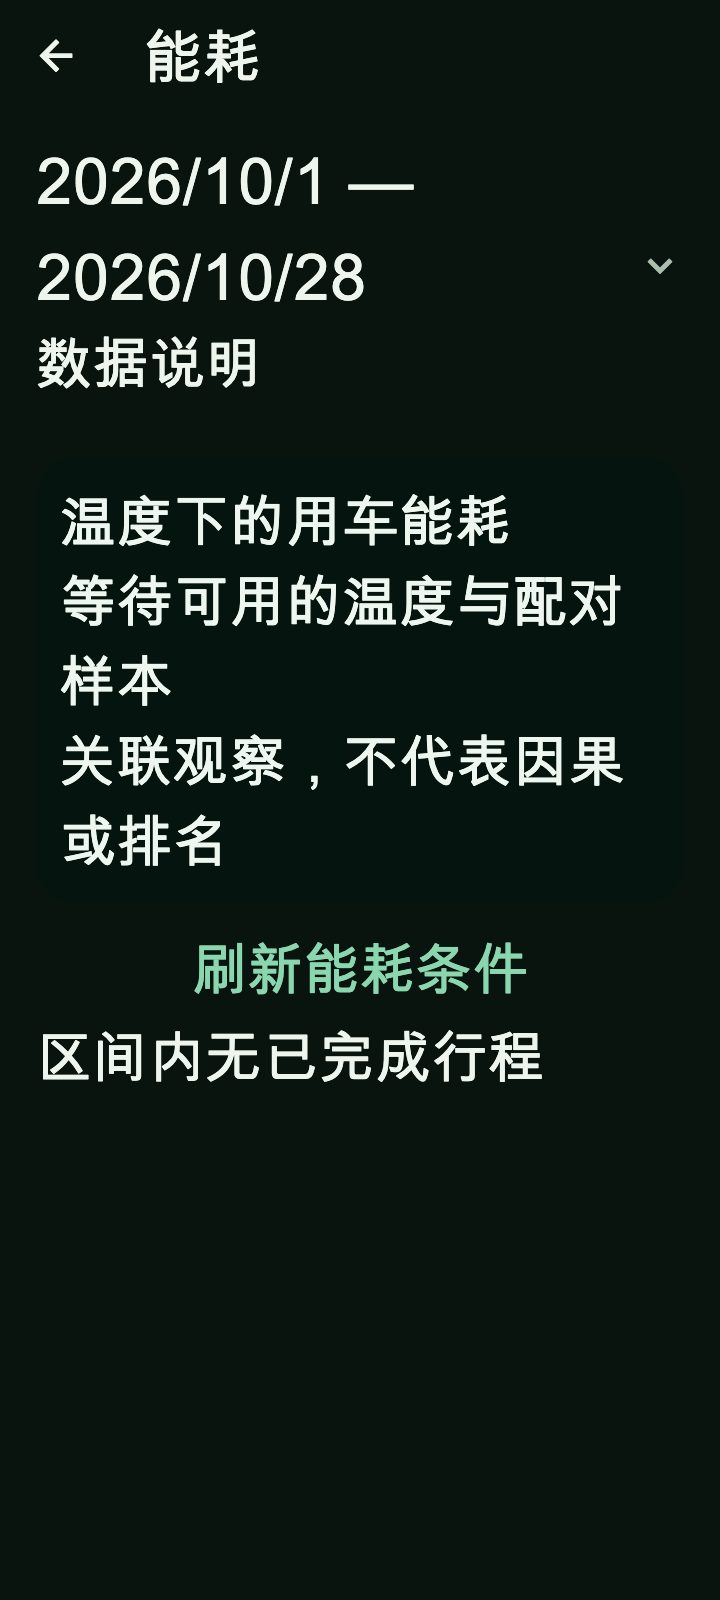 能耗
2026/10/1 —
2026/10/28
数据说明
温度下的用车能耗
等待可用的温度与配对
样本
关联观察，不代表因果
或排名
刷新能耗条件
区间内无已完成行程